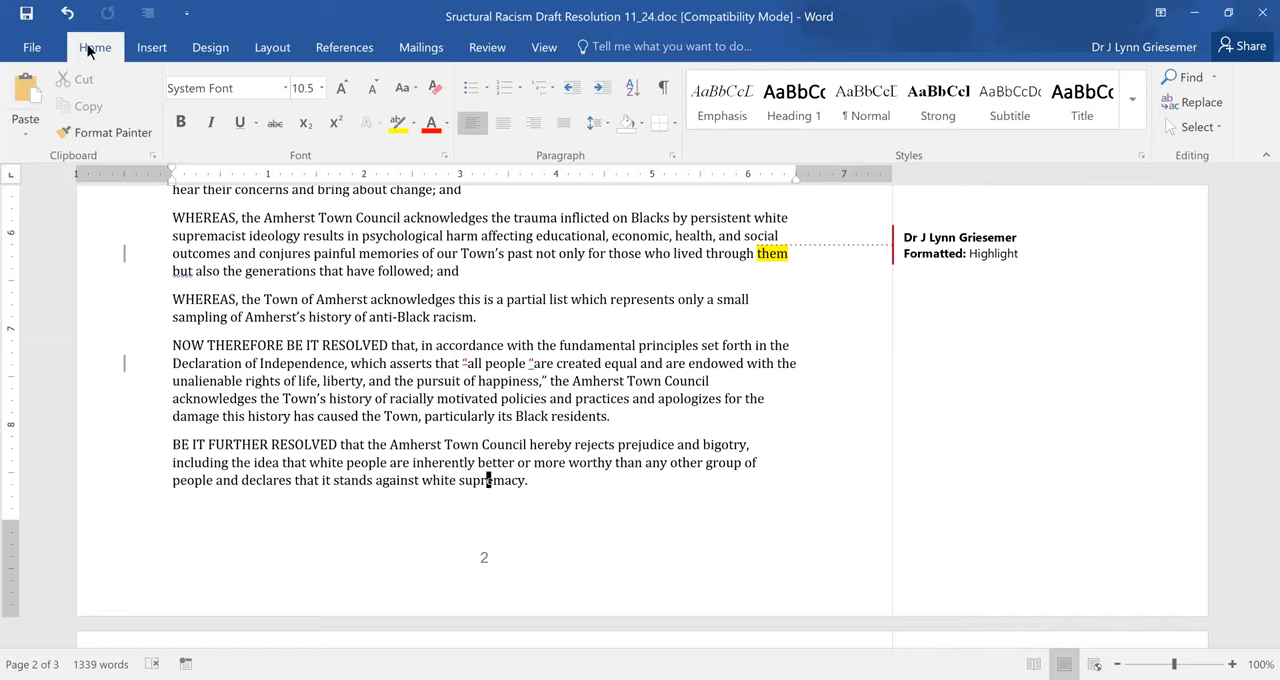 Sructural Racism Draft Resolution 11_24.doc [Compatibility Mode] - Word
File Home Insert Design Layout References Mailings Review View Tell me what you want to do... Dr J Lynn Griesemer Share
Paste
Cut
Copy
Format Painter
Clipboard
System Font 10.5
Font
Paragraph
AaBbCcL AaBbCc AaBbCcI AaBbCcI AaBbCcDc AaBbCc
Emphasis Heading 1 ¶ Normal Strong Subtitle Title
Styles
Find
Replace
Select
Editing
1 1 2 3 4 5 6 7
hear their concerns and bring about change; and
WHEREAS, the Amherst Town Council acknowledges the trauma inflicted on Blacks by persistent white
supremacist ideology results in psychological harm affecting educational, economic, health, and social
outcomes and conjures painful memories of our Town's past not only for those who lived through them
but also the generations that have followed; and
Dr J Lynn Griesemer
Formatted: Highlight
WHEREAS, the Town of Amherst acknowledges this is a partial list which represents only a small
sampling of Amherst's history of anti-Black racism.
NOW THEREFORE BE IT RESOLVED that, in accordance with the fundamental principles set forth in the
Declaration of Independence, which asserts that “all people “are created equal and are endowed with the
unalienable rights of life, liberty, and the pursuit of happiness,” the Amherst Town Council
acknowledges the Town's history of racially motivated policies and practices and apologizes for the
damage this history has caused the Town, particularly its Black residents.
BE IT FURTHER RESOLVED that the Amherst Town Council hereby rejects prejudice and bigotry,
including the idea that white people are inherently better or more worthy than any other group of
people and declares that it stands against white supremacy.
2
Page 2 of 3 1339 words 100%